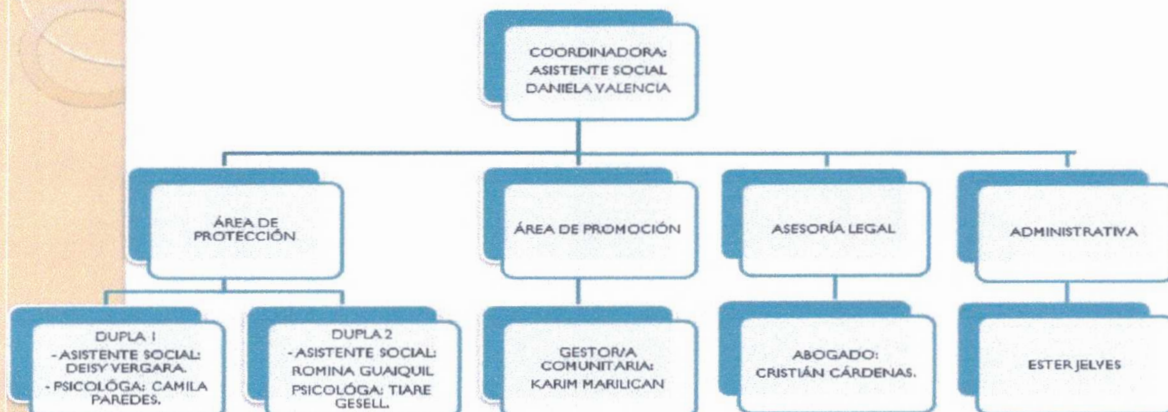 COORDINADORA:
ASISTENTE SOCIAL
DANIELA VALENCIA
ÁREA DE
PROTECCIÓN
ÁREA DE PROMOCIÓN
ASESORÍA LEGAL
ADMINISTRATIVA
DUPLA 1
- ASISTENTE SOCIAL:
DEISY VERGARA.
- PSICOLÓGA: CAMILA
PAREDES.
DUPLA 2
- ASISTENTE SOCIAL:
ROMINA GUAIQUIL
PSICOLÓGA: TIARE
GESELL.
GESTOR/A
COMUNITARIA:
KARIM MARILICAN
ABOGADO:
CRISTIÁN CÁRDENAS.
ESTER JELVES